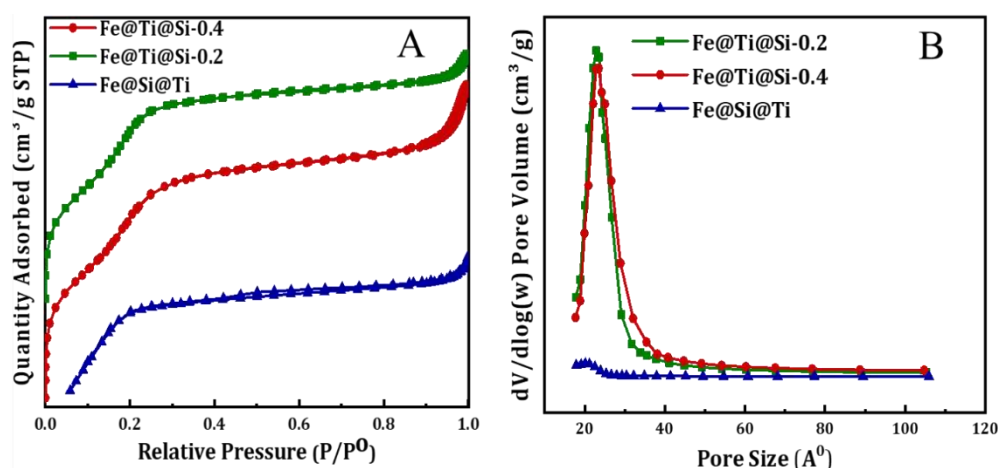 Fe@Ti@Si-0.4
Fe@Ti@Si-0.2
Fe@Si@Ti
A
Quantity Adsorbed (cm³/g STP)
0.0 0.2 0.4 0.6 0.8 1.0
Relative Pressure (P/P⁰)
Fe@Ti@Si-0.2
Fe@Ti@Si-0.4
Fe@Si@Ti
B
dV/dlog(w) Pore Volume (cm³/g)
20 40 60 80 100 120
Pore Size (A⁰)